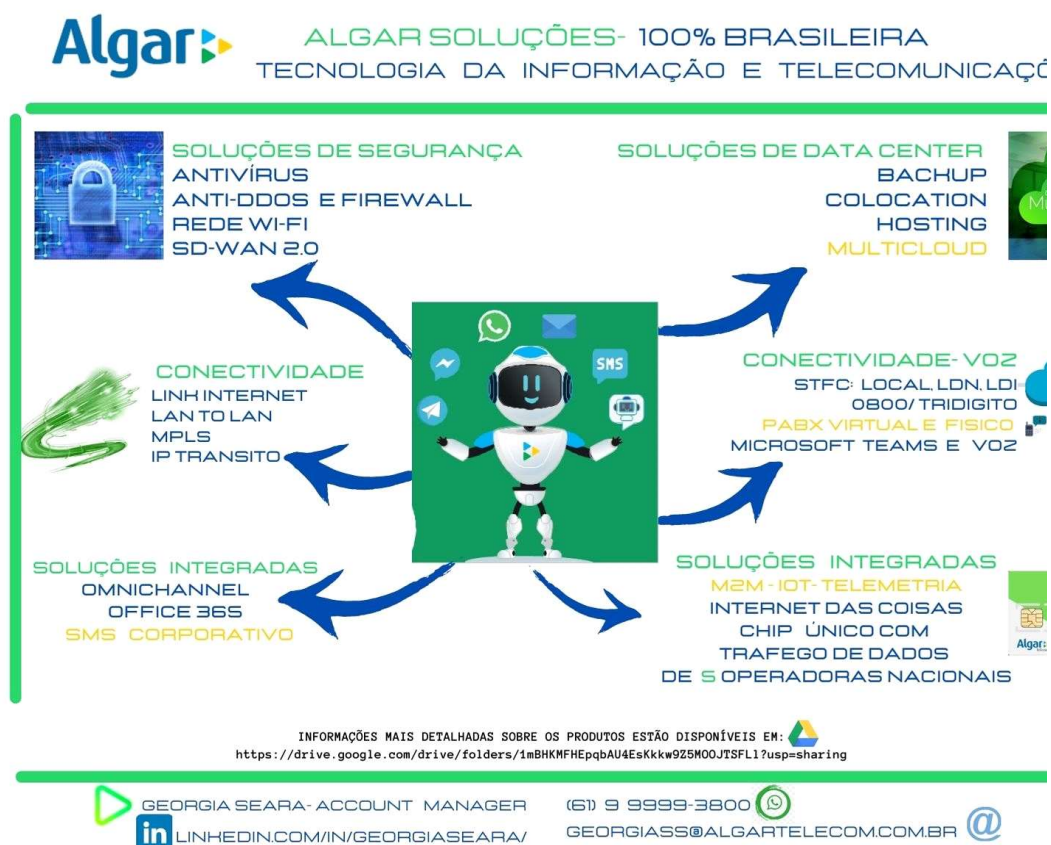 Algar
ALGAR SOLUÇÕES- 100% BRASILEIRA
TECNOLOGIA DA INFORMAÇÃO E TELECOMUNICAÇÕ
SOLUÇÕES DE SEGURANÇA
ANTIVÍRUS
ANTI-DDOS E FIREWALL
REDE WI-FI
SD-WAN 2.0
SOLUÇÕES DE DATA CENTER
BACKUP
COLOCATION
HOSTING
MULTICLOUD
SMS
CONECTIVIDADE
LINK INTERNET
LAN TO LAN
MPLS
IP TRANSITO
CONECTIVIDADE- VOZ
STFC: LOCAL, LDN, LDI
0800/ TRIDIGITO
PABX VIRTUAL E FISICO
MICROSOFT TEAMS E VOZ
SOLUÇÕES INTEGRADAS
OMNICHANNEL
OFFICE 365
SMS CORPORATIVO
SOLUÇÕES INTEGRADAS
M2M - IOT- TELEMETRIA
INTERNET DAS COISAS
CHIP ÚNICO COM
TRAFEGO DE DADOS
DE 5 OPERADORAS NACIONAIS
Algar
INFORMAÇÕES MAIS DETALHADAS SOBRE OS PRODUTOS ESTÃO DISPONÍVEIS EM:
https://drive.google.com/drive/folders/1mBHKMFHEpqbAU4EsKkkw9Z5MOOJTSFLl?usp=sharing
GEORGIA SEARA- ACCOUNT MANAGER
in LINKEDIN.COM/IN/GEORGIASEARA/
(61) 9 9999-3800
GEORGIASS@ALGARTELECOM.COM.BR @